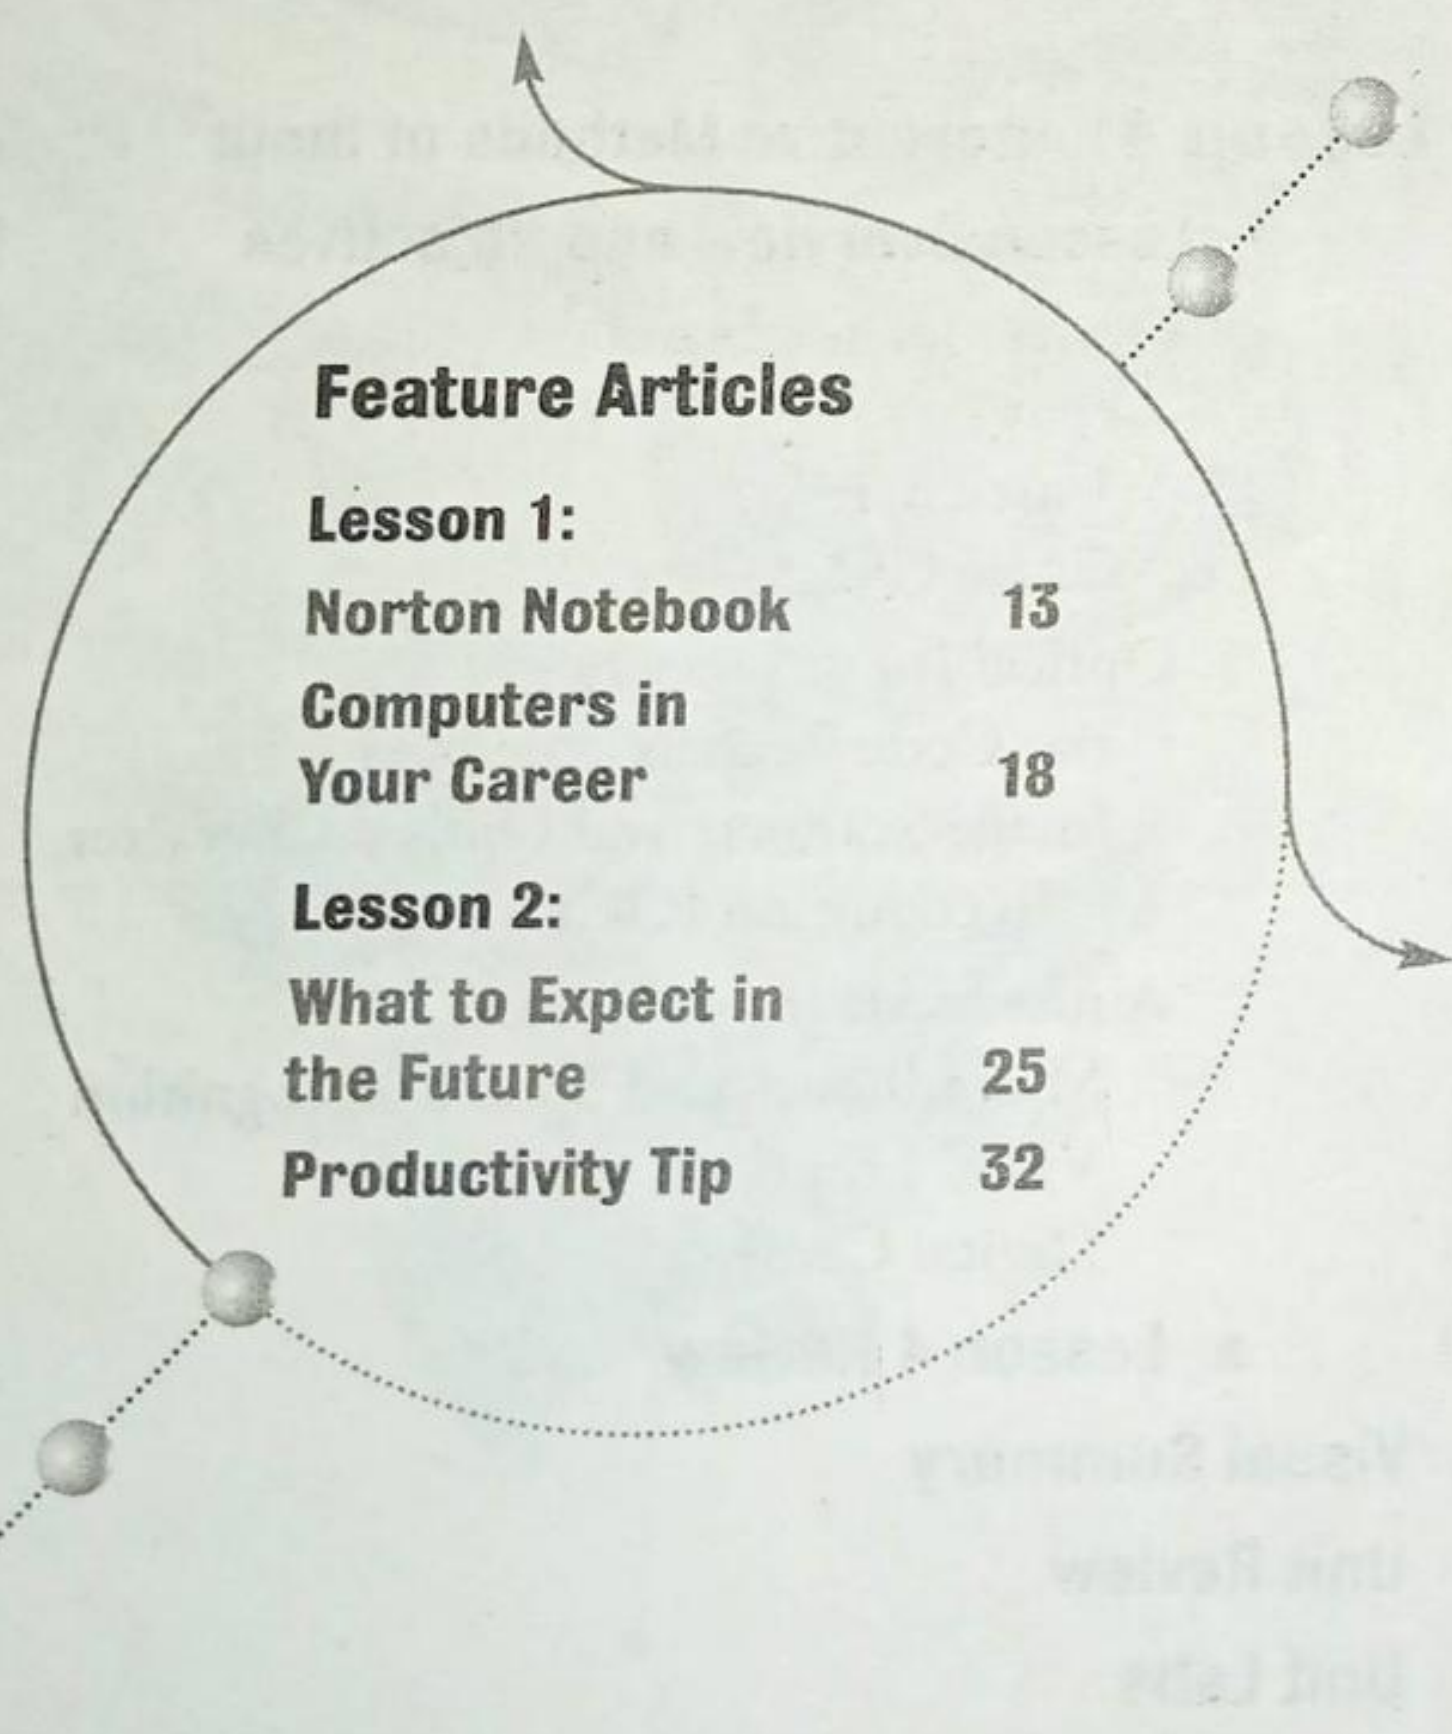 Feature Articles
Lesson 1:
Norton Notebook 13
Computers in
Your Career 18
Lesson 2:
What to Expect in
the Future 25
Productivity Tip 32